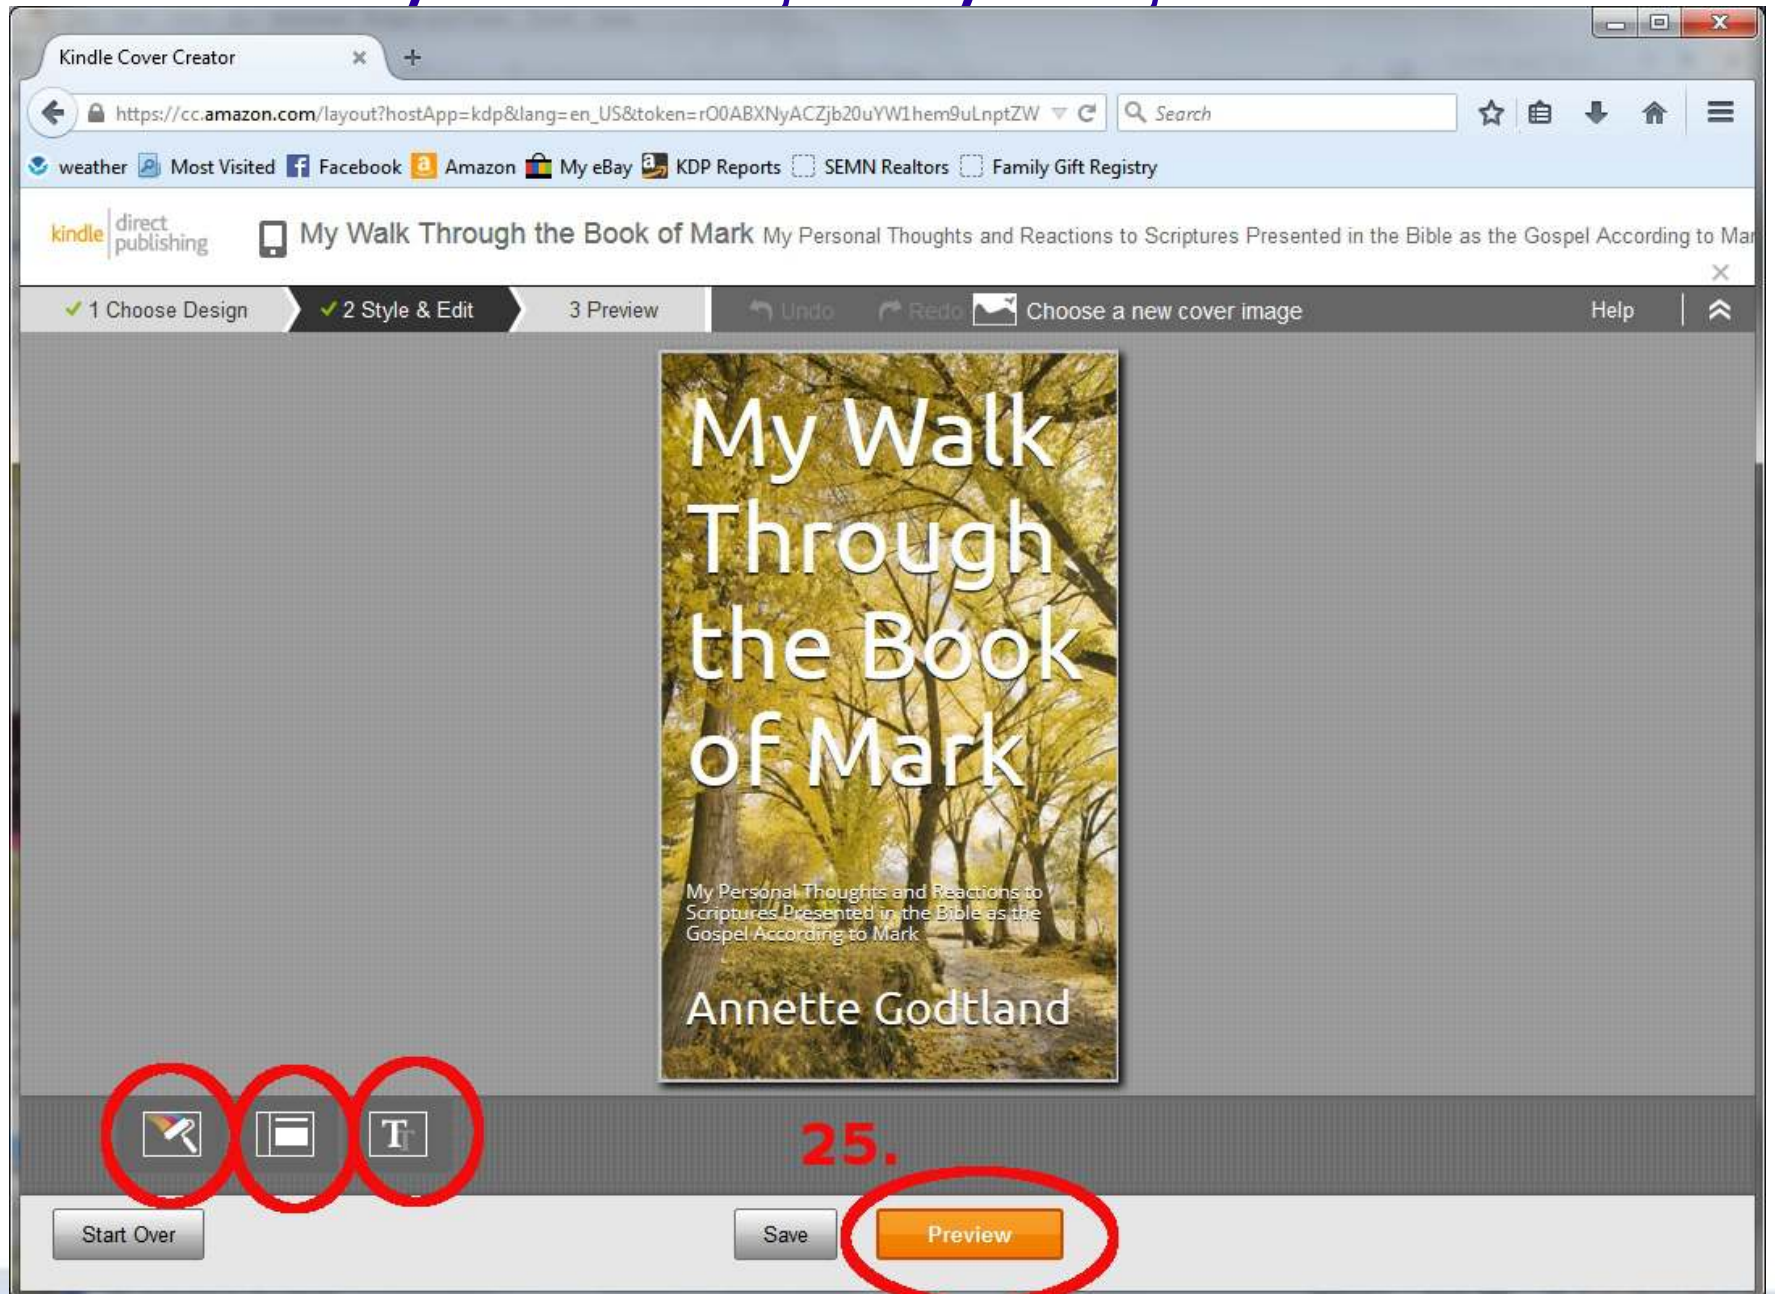 Kindle Cover Creator
https://cc.amazon.com/layout?hostApp=kdp&lang=en_US&token=rO0ABXNyACZjb20uYW1hem9uLnptZW
Search
weather Most Visited Facebook Amazon My eBay KDP Reports SEMN Realtors Family Gift Registry
kindle direct publishing
My Walk Through the Book of Mark My Personal Thoughts and Reactions to Scriptures Presented in the Bible as the Gospel According to Mar
1 Choose Design 2 Style & Edit 3 Preview Undo Redo Choose a new cover image Help
My Walk
Through
the Book
of Mark
My Personal Thoughts and Reactions to
Scriptures Presented in the Bible as the
Gospel According to Mark
Annette Godtland
25.
Start Over Save Preview